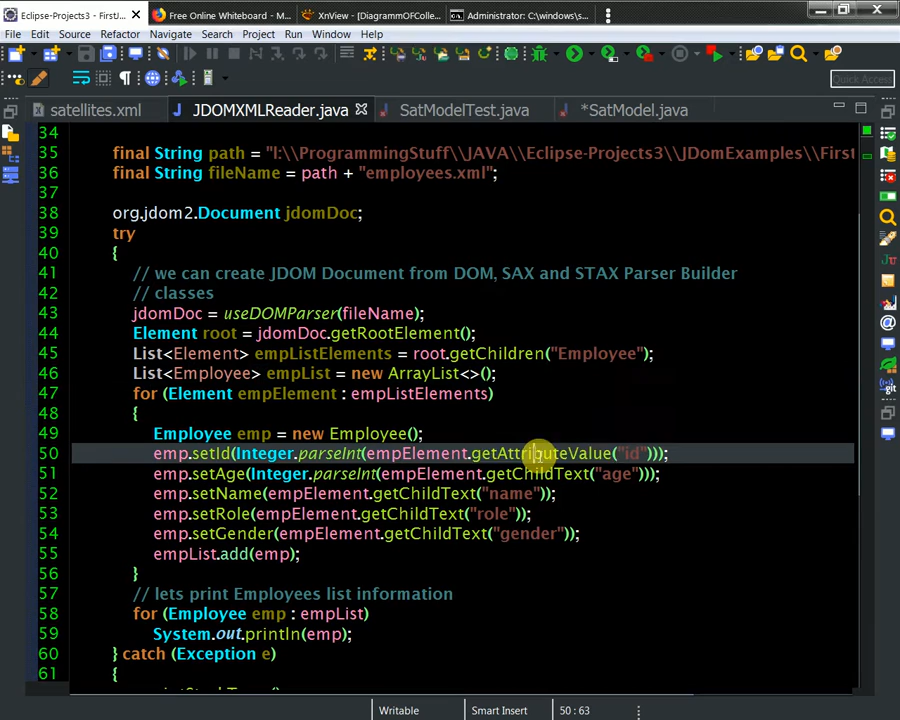 Eclipse-Projects3 - FirstJ...
Free Online Whiteboard - M...
XnView - [DiagrammOfColle...
Administrator: C:\windows\s...
File Edit Source Refactor Navigate Search Project Run Window Help
Quick Access
satellites.xml
JDOMXMLReader.java
SatModelTest.java
*SatModel.java
34
35 final String path = "I:\\ProgrammingStuff\\JAVA\\Eclipse-Projects3\\JDomExamples\\First
36 final String fileName = path + "employees.xml";
37
38 org.jdom2.Document jdomDoc;
39 try
40 {
41 // we can create JDOM Document from DOM, SAX and STAX Parser Builder
42 // classes
43 jdomDoc = useDOMParser(fileName);
44 Element root = jdomDoc.getRootElement();
45 List<Element> empListElements = root.getChildren("Employee");
46 List<Employee> empList = new ArrayList<>();
47 for (Element empElement : empListElements)
48 {
49 Employee emp = new Employee();
50 emp.setId(Integer.parseInt(empElement.getAttributeValue("id")));
51 emp.setAge(Integer.parseInt(empElement.getChildText("age")));
52 emp.setName(empElement.getChildText("name"));
53 emp.setRole(empElement.getChildText("role"));
54 emp.setGender(empElement.getChildText("gender"));
55 empList.add(emp);
56 }
57 // lets print Employees list information
58 for (Employee emp : empList)
59 System.out.println(emp);
60 } catch (Exception e)
61 {
Writable
Smart Insert
50 : 63